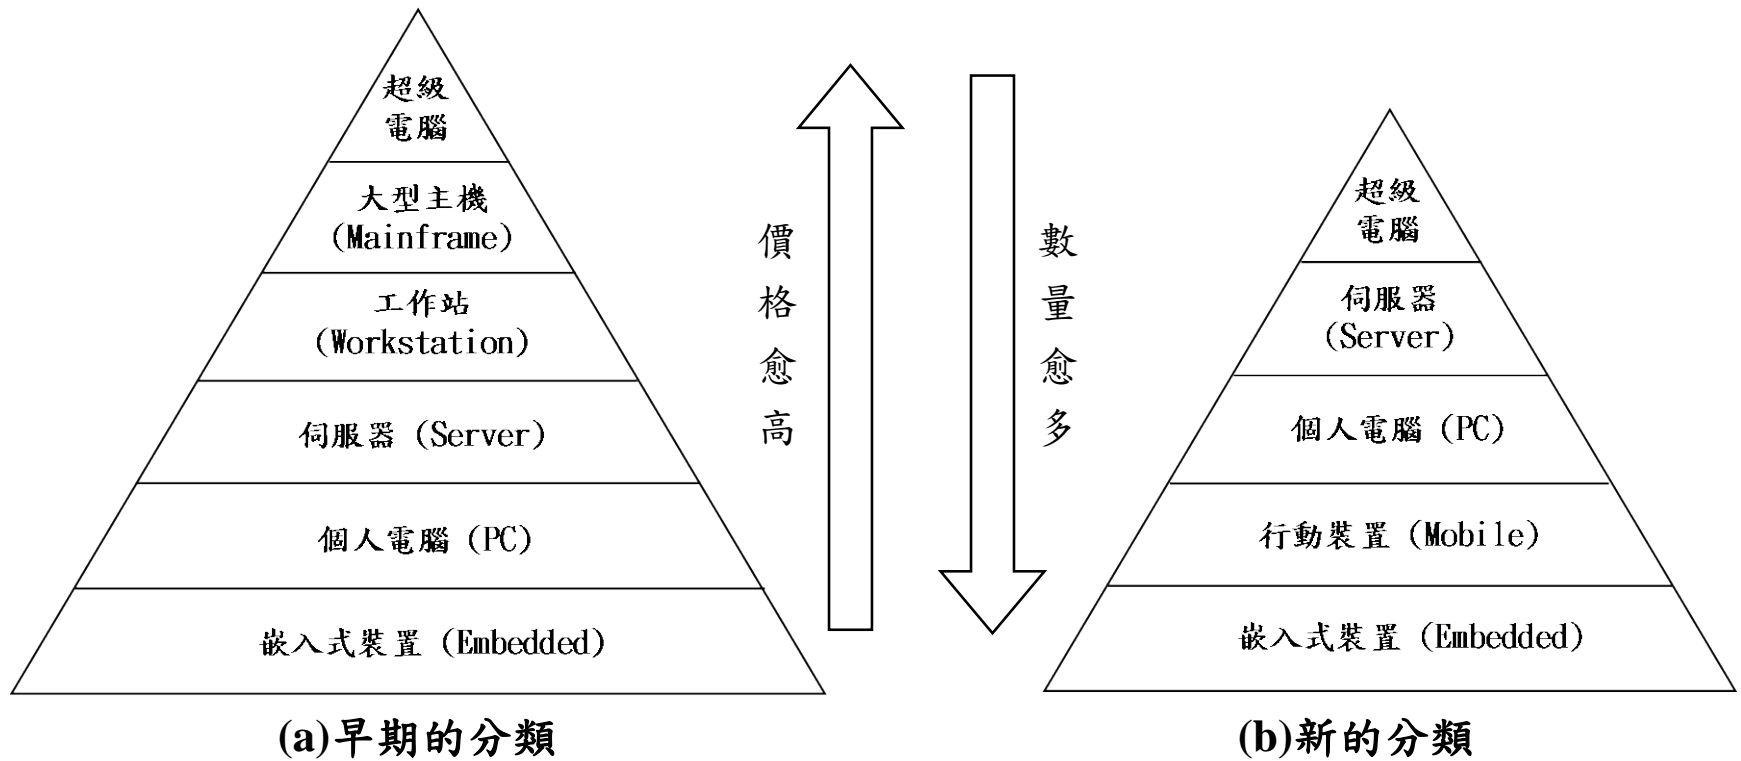 超級
電腦
大型主機
(Mainframe)
工作站
(Workstation)
伺服器 (Server)
個人電腦 (PC)
嵌入式裝置 (Embedded)
(a)早期的分類
價格愈高
數量愈多
超級
電腦
伺服器
(Server)
個人電腦 (PC)
行動裝置 (Mobile)
嵌入式裝置 (Embedded)
(b)新的分類